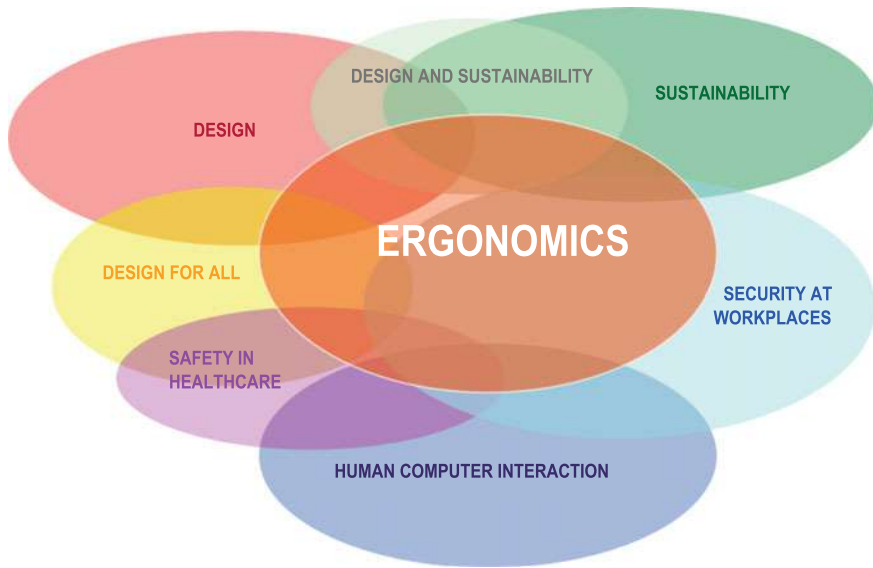 DESIGN AND SUSTAINABILITY
SUSTAINABILITY
DESIGN
ERGONOMICS
DESIGN FOR ALL
SECURITY AT
WORKPLACES
SAFETY IN
HEALTHCARE
HUMAN COMPUTER INTERACTION